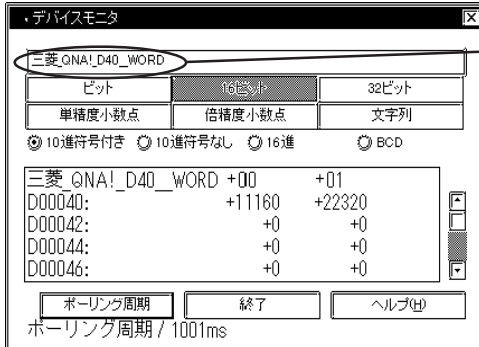 ・デバイスモニタ
三菱_QNA!_D40__WORD
ビット 16ビット 32ビット
単精度小数点 倍精度小数点 文字列
10進符号付き 10進符号なし 16進 BCD
三菱_QNA!_D40__WORD +00 +01
D00040: +11160 +22320
D00042: +0 +0
D00044: +0 +0
D00046: +0 +0
ポーリング周期 終了 ヘルプ(H)
ポーリング周期 / 1001ms